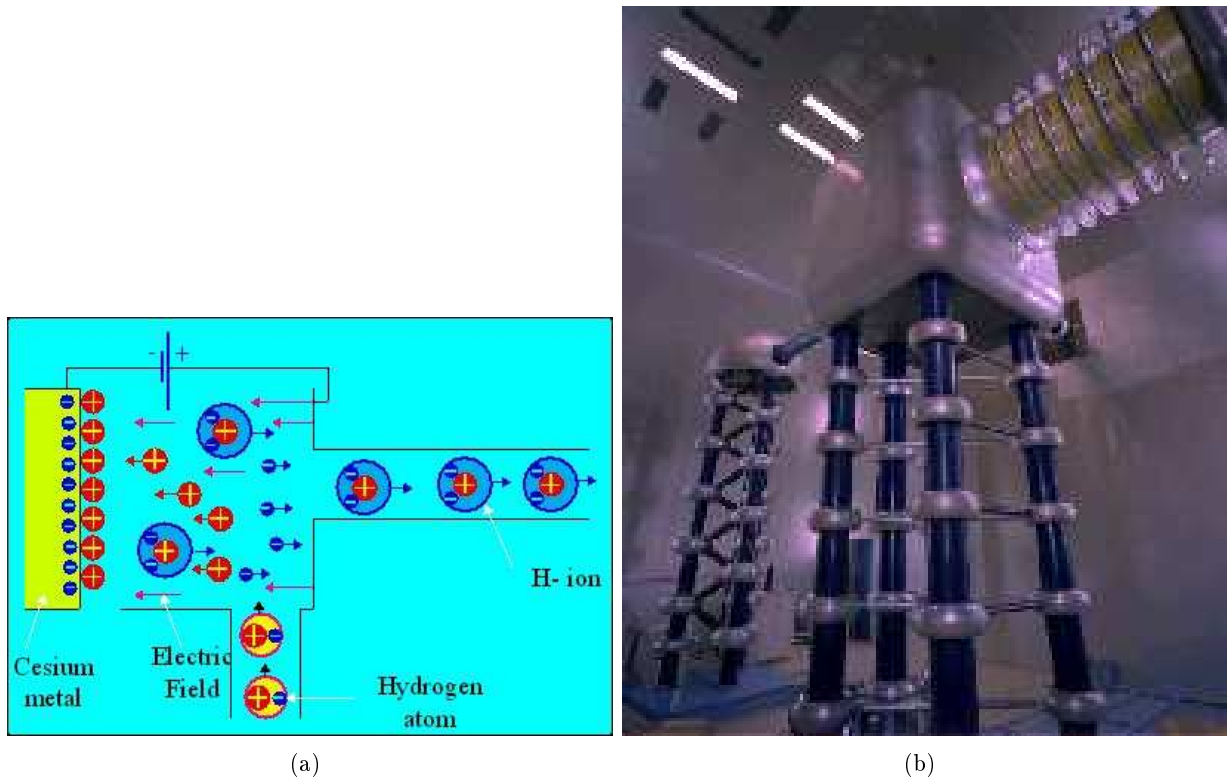 - +
H- ion
Cesium
metal
Electric
Field
Hydrogen
atom
(a)
(b)